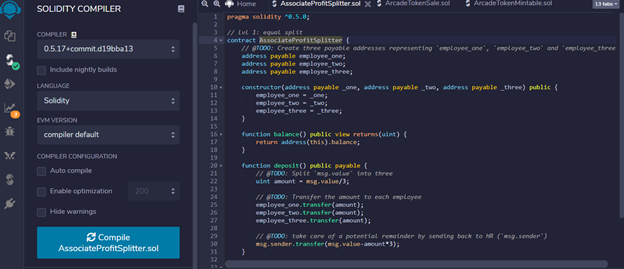 SOLIDITY COMPILER
COMPILER
0.5.17+commit.d19bba13
Include nightly builds
LANGUAGE
Solidity
EVM VERSION
compiler default
COMPILER CONFIGURATION
Auto compile
Enable optimization
200
Hide warnings
Compile
AssociateProfitSplitter.sol
Home
AssociateProfitSplitter.sol
ArcadeTokenSale.sol
ArcadeTokenMintable.sol
13 tabs
1 pragma solidity ^0.5.0;
2
3 // lvl 1: equal split
4 contract AssociateProfitSplitter {
5 // @TODO: Create three payable addresses representing `employee_one`, `employee_two` and `employee_three
6 address payable employee_one;
7 address payable employee_two;
8 address payable employee_three;
9
10 constructor(address payable _one, address payable _two, address payable _three) public {
11 employee_one = _one;
12 employee_two = _two;
13 employee_three = _three;
14 }
15
16 function balance() public view returns(uint) {
17 return address(this).balance;
18 }
19
20 function deposit() public payable {
21 // @TODO: Split `msg.value` into three
22 uint amount = msg.value/3;
23
24 // @TODO: Transfer the amount to each employee
25 employee_one.transfer(amount);
26 employee_two.transfer(amount);
27 employee_three.transfer(amount);
28
29 // @TODO: take care of a potential remainder by sending back to HR (`msg.sender`)
30 msg.sender.transfer(msg.value-amount*3);
31 }
32